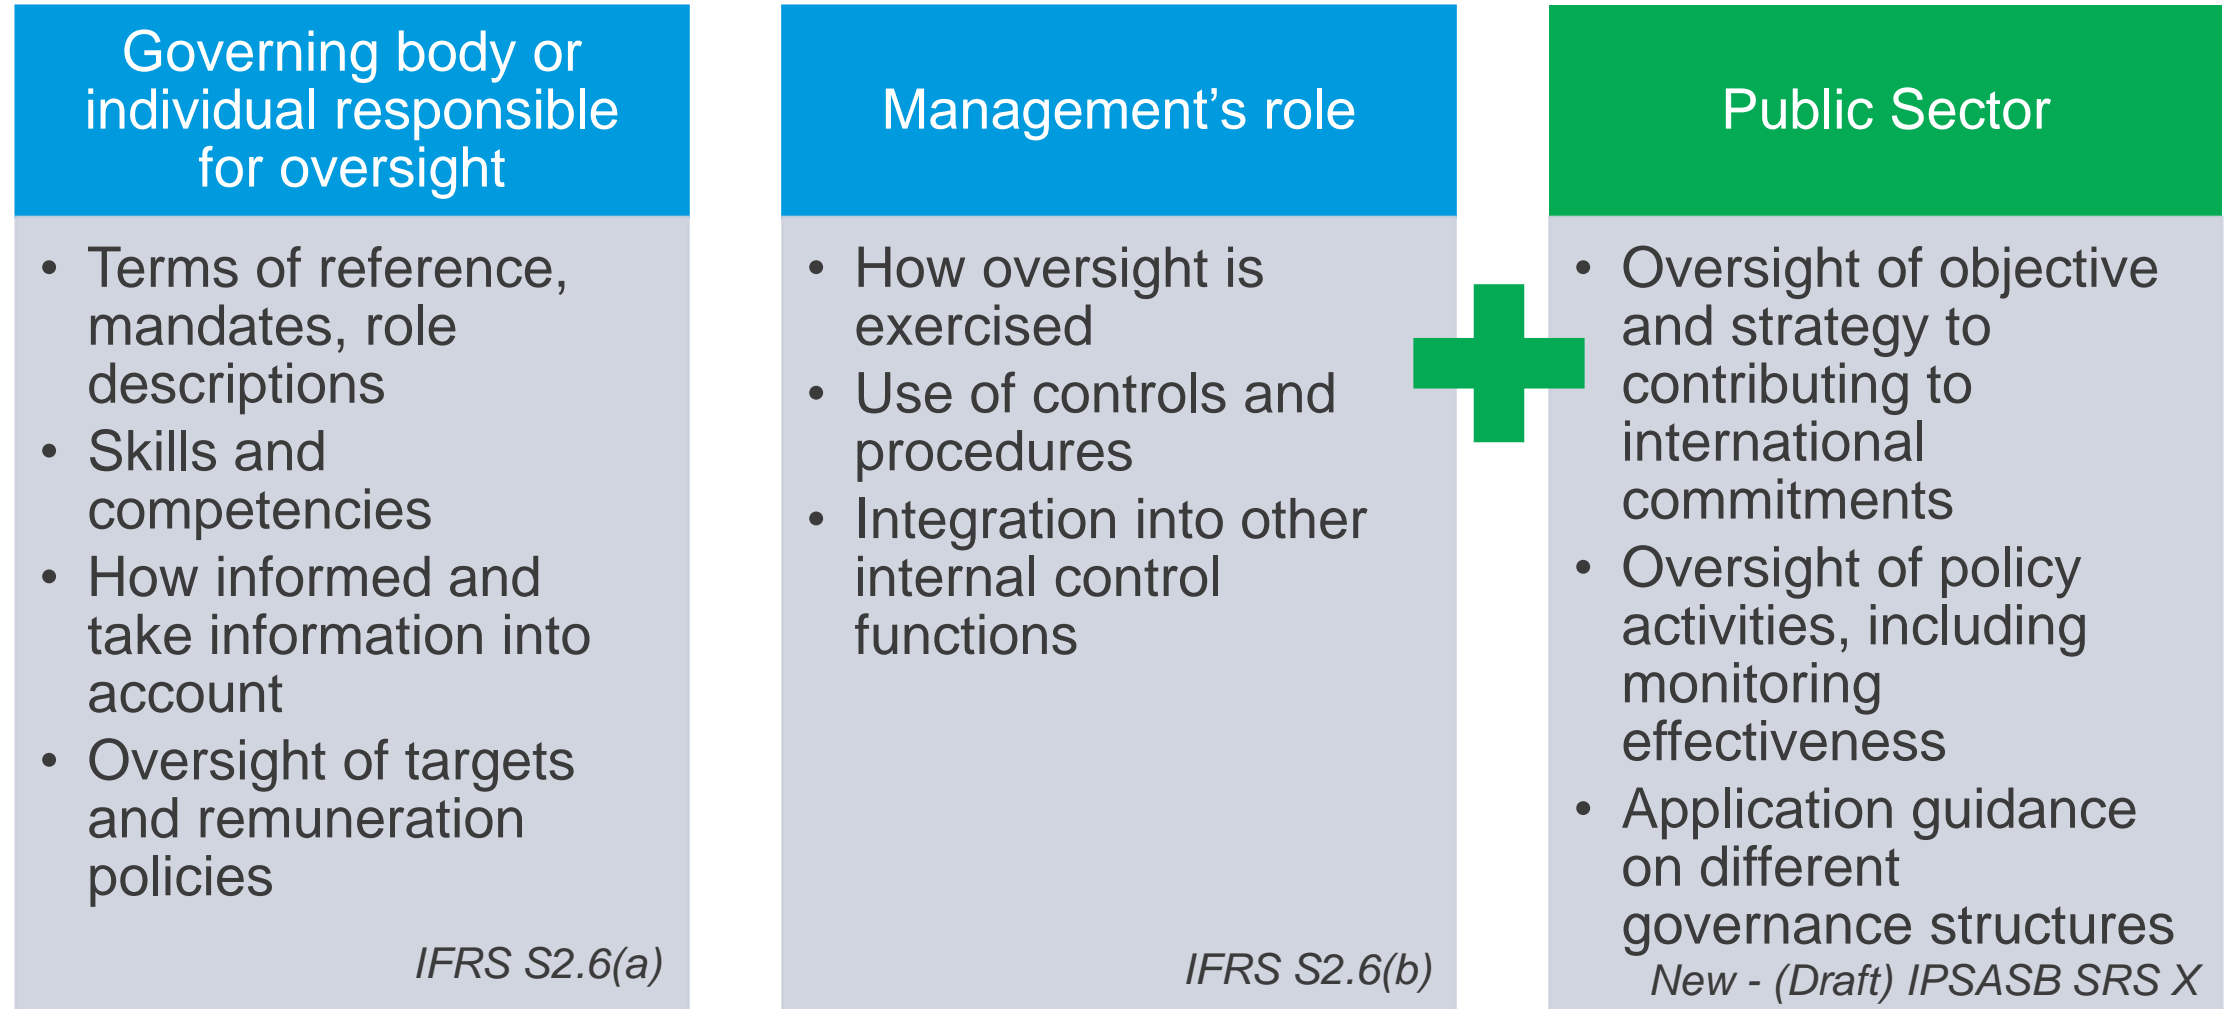 Governing body or
individual responsible
for oversight
• Terms of reference,
mandates, role
descriptions
• Skills and
competencies
• How informed and
take information into
account
• Oversight of targets
and remuneration
policies
IFRS S2.6(a)
Management’s role
• How oversight is
exercised
• Use of controls and
procedures
• Integration into other
internal control
functions
IFRS S2.6(b)
Public Sector
• Oversight of objective
and strategy to
contributing to
international
commitments
• Oversight of policy
activities, including
monitoring
effectiveness
• Application guidance
on different
governance structures
New - (Draft) IPSASB SRS X